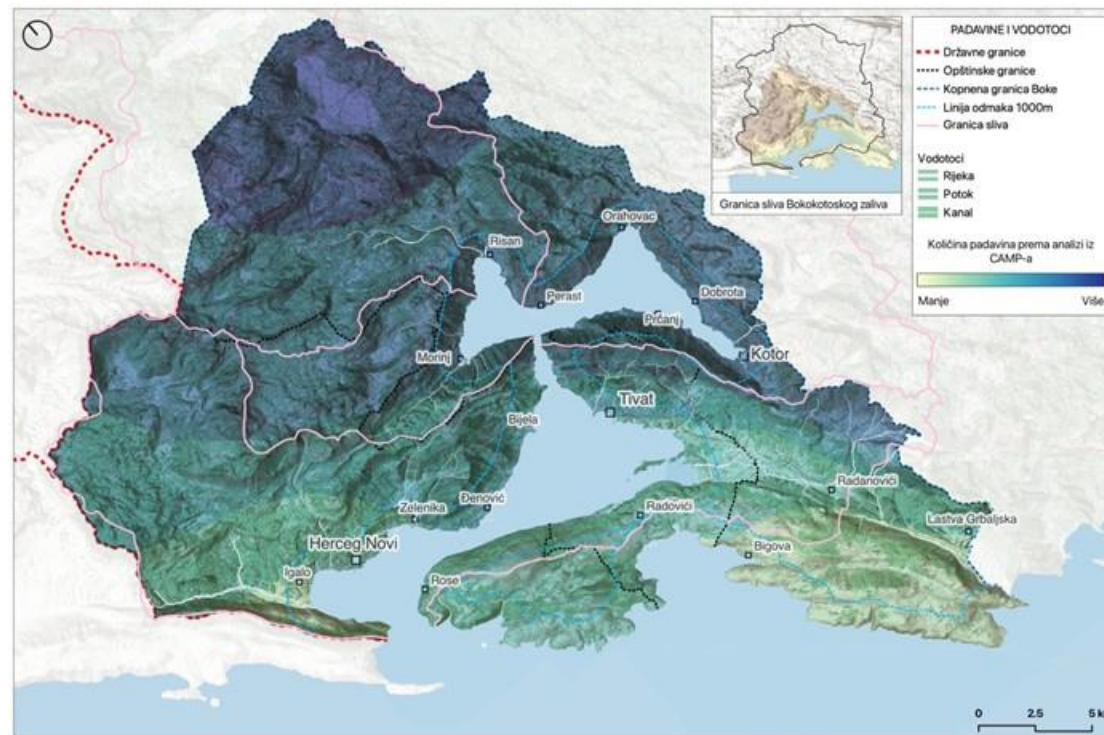 PADAVINE I VODOTOCI
Državne granice
Opštinske granice
Kopnena granica Boke
Linija odmaka 1000m
Granica sliva
Vodotoci
Rijeka
Potok
Kanal
Količina padavina prema analizi iz
CAMP-a
Manje
Više
Granica sliva Bokokotoskog zaliva
Orahovac
Risan
Perast
Dobrota
Prčanj
Morinj
Kotor
Tivat
Bijela
Radanovići
Zelenika
Đenović
Radovići
Lastva Grbaljska
Herceg Novi
Bigova
Igalo
Rose
0 2.5 5 k